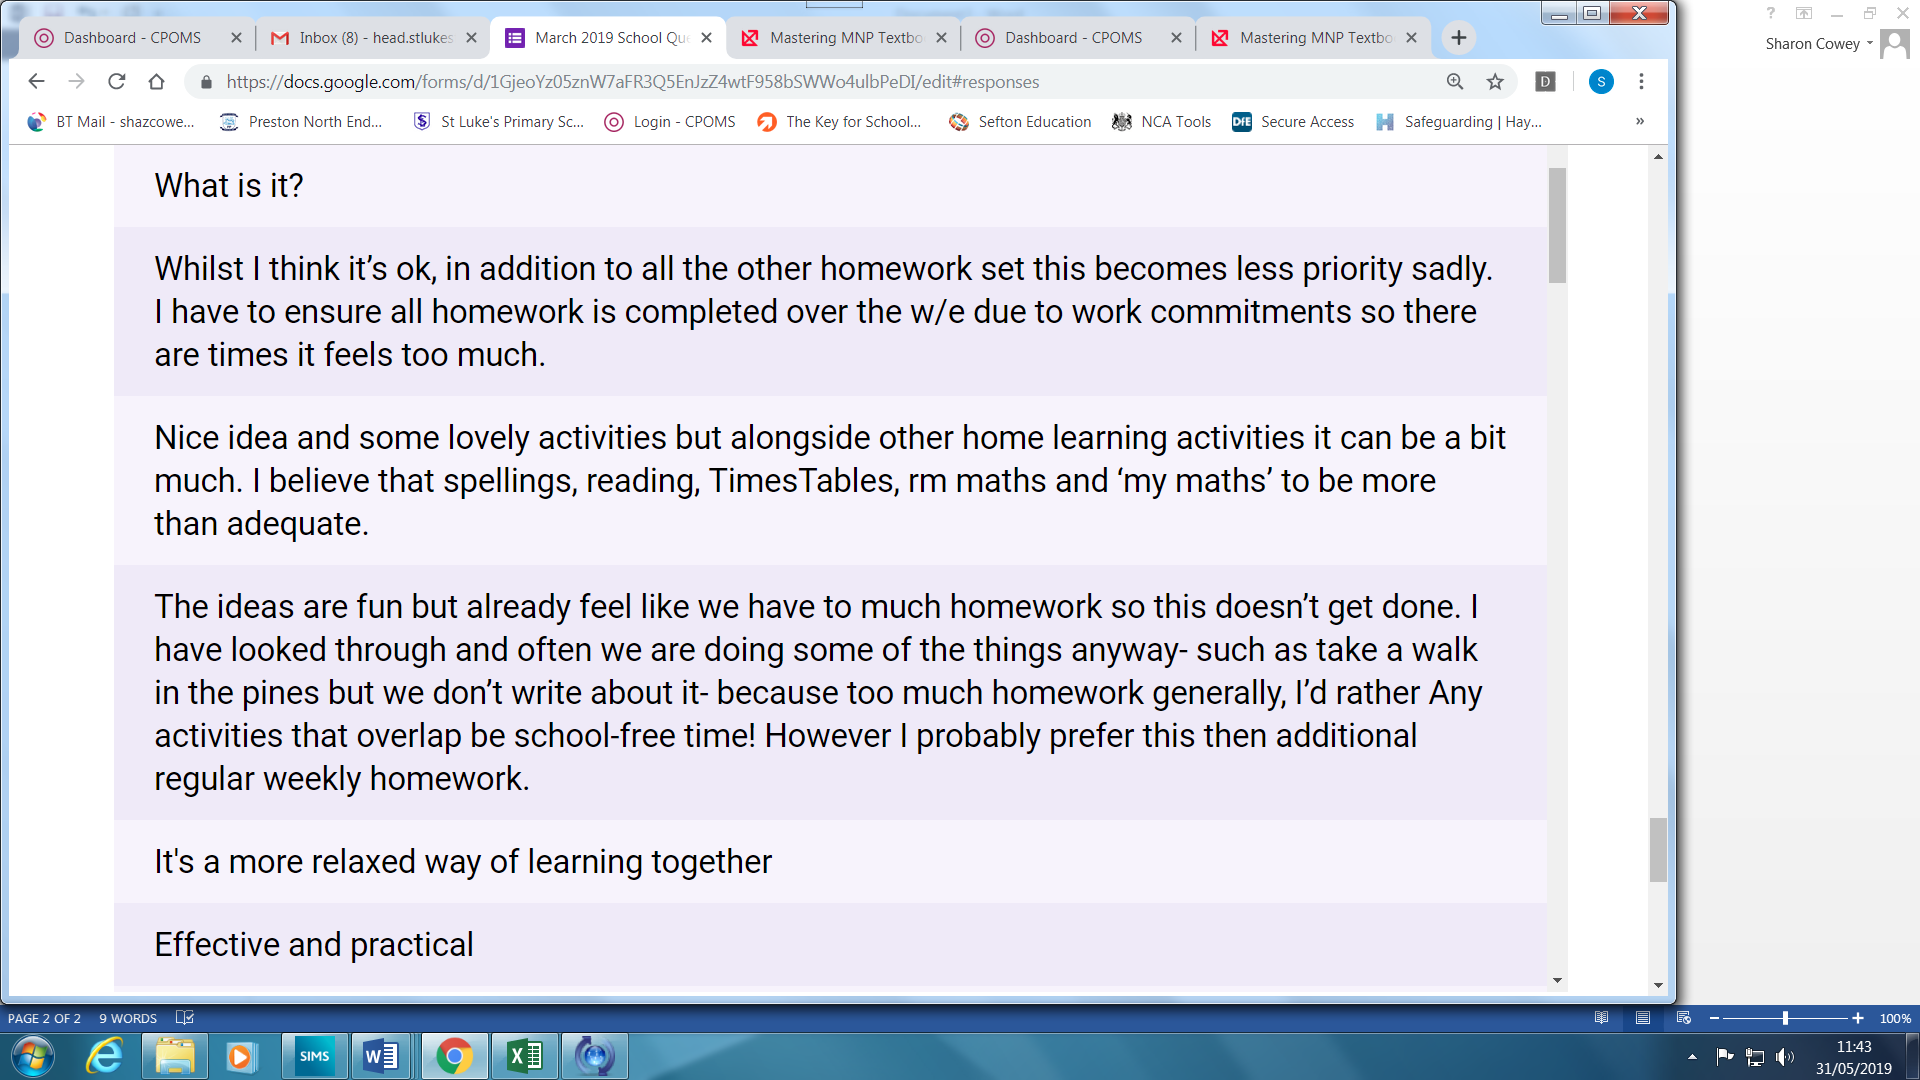 Dashboard - CPOMS
Inbox (8) - head.stlukes
March 2019 School Qu
Mastering MNP Textbo
Dashboard - CPOMS
Mastering MNP Textbo
Sharon Cowey
https://docs.google.com/forms/d/1GjeoYz05znW7aFR3Q5EnJzZ4wtF958bSWWo4ulbPeDI/edit#responses
D
S
BT Mail - shazcowe...
Preston North End...
St Luke's Primary Sc...
Login - CPOMS
The Key for School...
Sefton Education
NCA Tools
DfE
Secure Access
Safeguarding | Hay...
What is it?
Whilst I think it’s ok, in addition to all the other homework set this becomes less priority sadly.
I have to ensure all homework is completed over the w/e due to work commitments so there
are times it feels too much.
Nice idea and some lovely activities but alongside other home learning activities it can be a bit
much. I believe that spellings, reading, TimesTables, rm maths and ‘my maths’ to be more
than adequate.
The ideas are fun but already feel like we have to much homework so this doesn’t get done. I
have looked through and often we are doing some of the things anyway- such as take a walk
in the pines but we don’t write about it- because too much homework generally, I’d rather Any
activities that overlap be school-free time! However I probably prefer this then additional
regular weekly homework.
It's a more relaxed way of learning together
Effective and practical
PAGE 2 OF 2
9 WORDS
100%
SIMS
11:43
31/05/2019